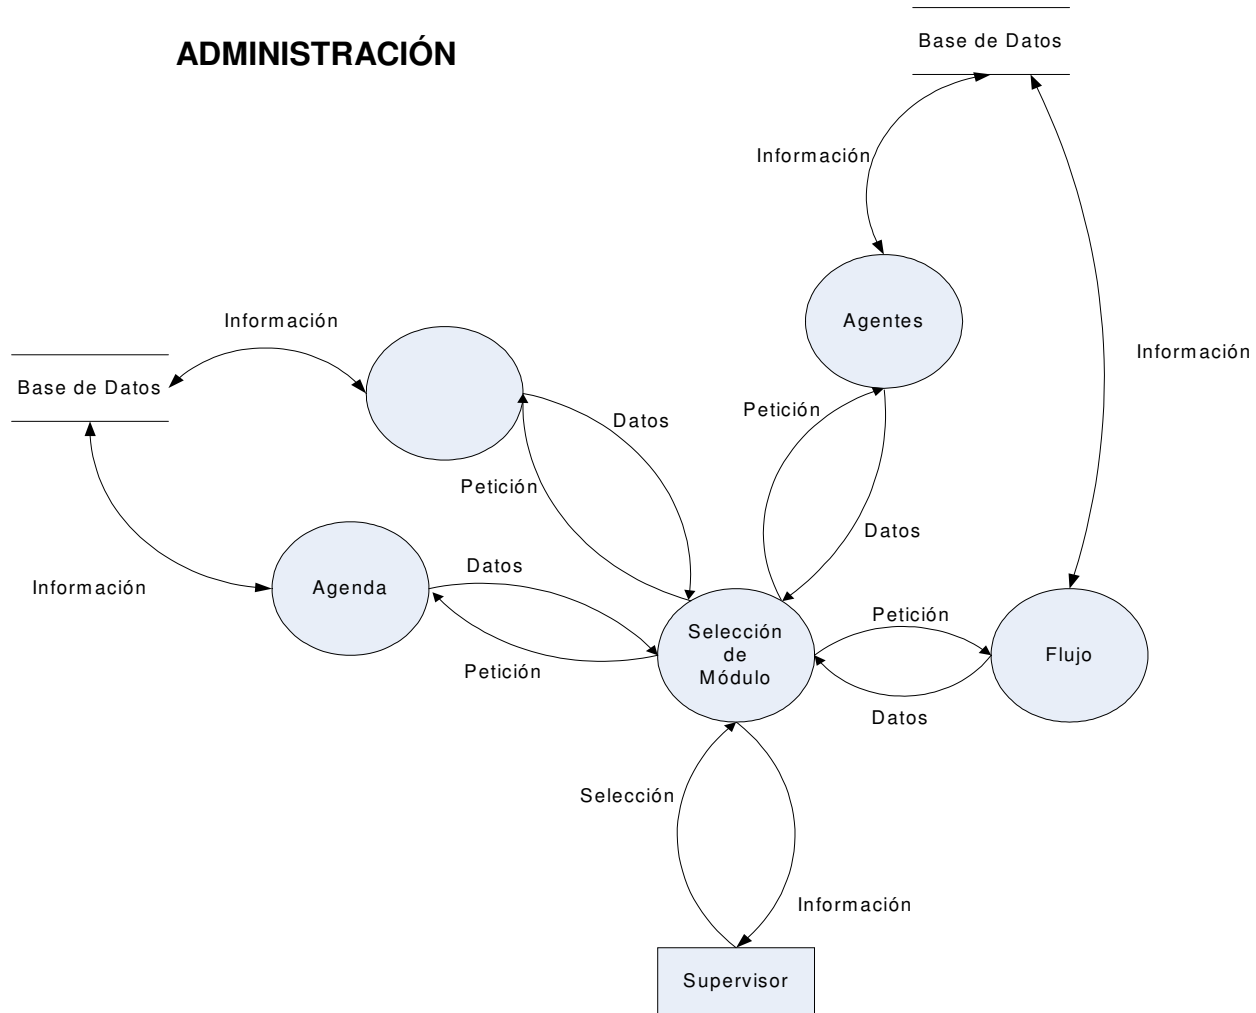 ADMINISTRACIÓN
Base de Datos
Información
Agentes
Información
Información
Base de Datos
Petición
Datos
Petición
Datos
Información
Agenda
Datos
Petición
Selección
de
Módulo
Petición
Flujo
Datos
Selección
Información
Supervisor